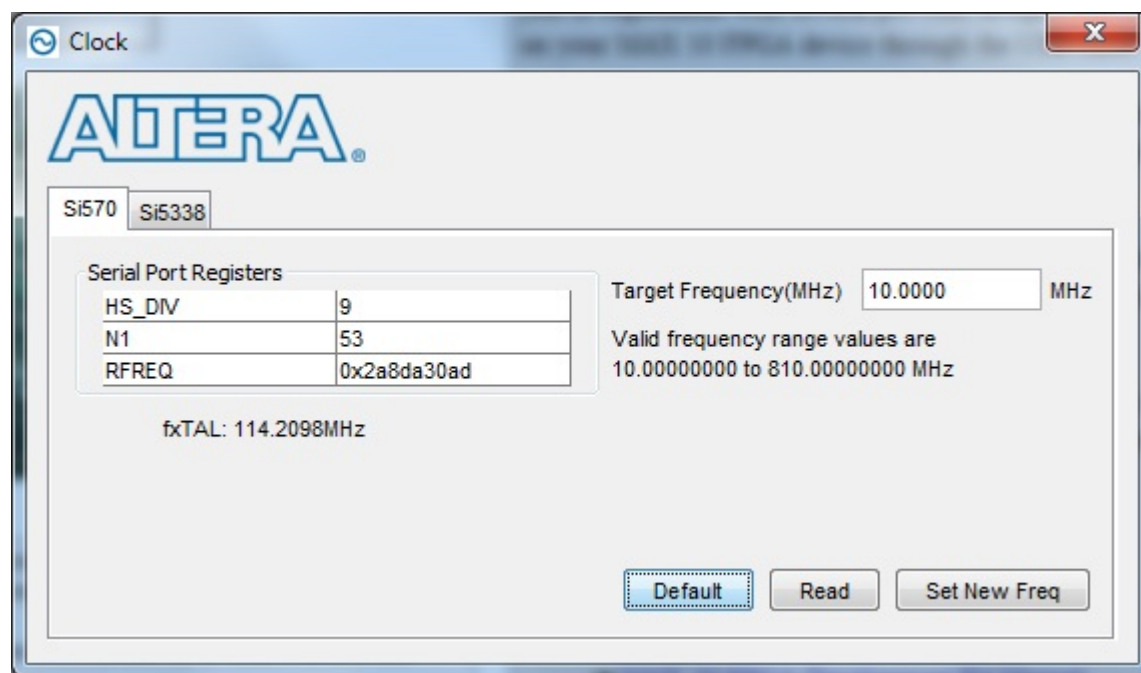 Clock
ALTERA®
Si570 Si5338
Serial Port Registers
HS_DIV 9
N1 53
RFREQ 0x2a8da30ad
fxTAL: 114.2098MHz
Target Frequency(MHz) 10.0000 MHz
Valid frequency range values are
10.00000000 to 810.00000000 MHz
Default Read Set New Freq